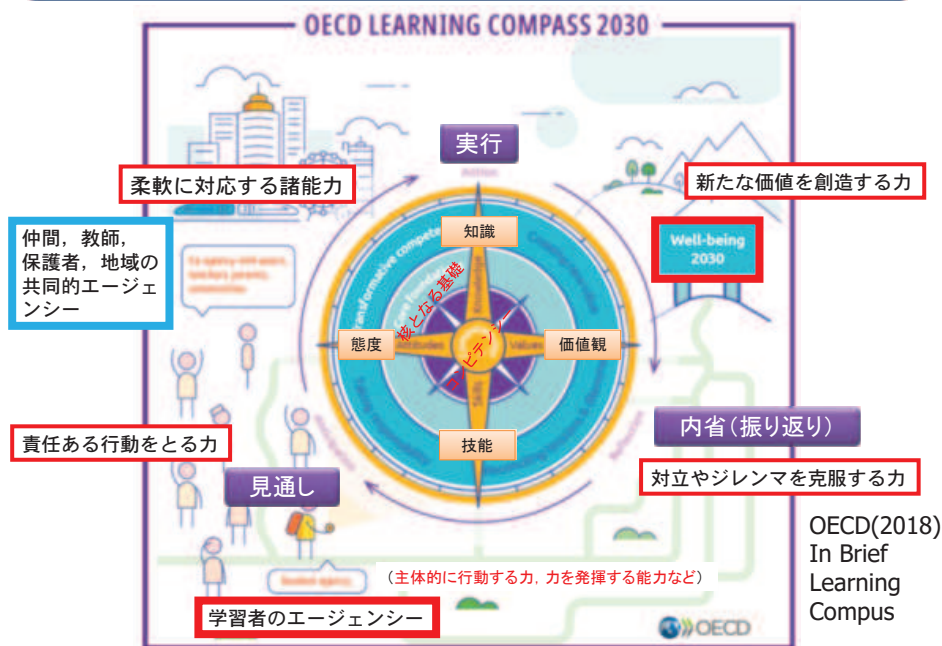 OECD LEARNING COMPASS 2030
実行
Action
柔軟に対応する諸能力
新たな価値を創造する力
仲間，教師，
保護者，地域の
共同的エージェ
ンシー
知識
Well-being
2030
Knowledge
核となる基礎
コンピテンシー
態度
Attitudes
Values
価値観
Skills
技能
Taking responsibility
責任ある行動をとる力
内省（振り返り）
見通し
対立やジレンマを克服する力
（主体的に行動する力，力を発揮する能力など）
学習者のエージェンシー
OECD(2018)
In Brief
Learning
Compus
OECD